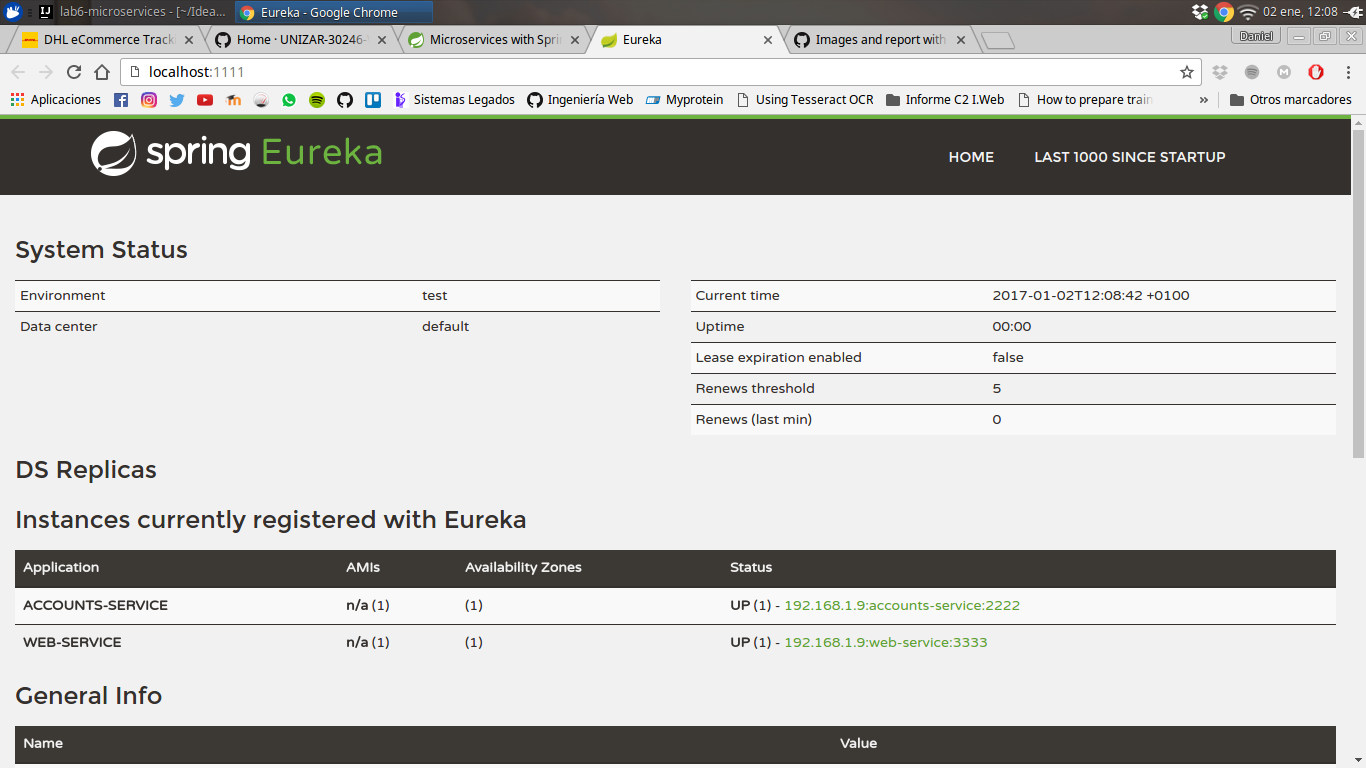 lab6-microservices - [~/Idea... Eureka - Google Chrome 02 ene, 12:08
DHL eCommerce Track Home · UNIZAR-30246- Microservices with Spri Eureka Images and report with Daniel
localhost:1111
Aplicaciones Sistemas Legados Ingeniería Web Myprotein Using Tesseract OCR Informe C2 I.Web How to prepare train » Otros marcadores
spring Eureka HOME LAST 1000 SINCE STARTUP
System Status
Environment test
Data center default
Current time 2017-01-02T12:08:42 +0100
Uptime 00:00
Lease expiration enabled false
Renews threshold 5
Renews (last min) 0
DS Replicas
Instances currently registered with Eureka
Application AMIs Availability Zones Status
ACCOUNTS-SERVICE n/a (1) (1) UP (1) - 192.168.1.9:accounts-service:2222
WEB-SERVICE n/a (1) (1) UP (1) - 192.168.1.9:web-service:3333
General Info
Name Value